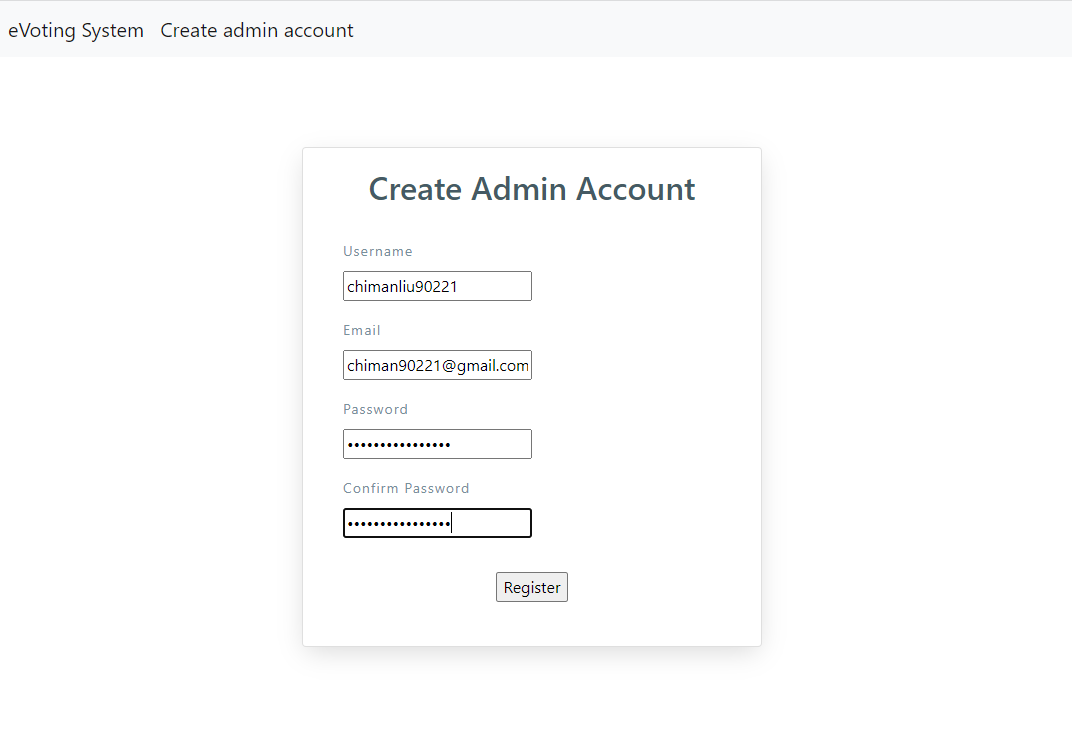 eVoting System Create admin account
Create Admin Account
Username
chimanliu90221
Email
chiman90221@gmail.com
Password
••••••••••••••••
Confirm Password
••••••••••••••••
Register